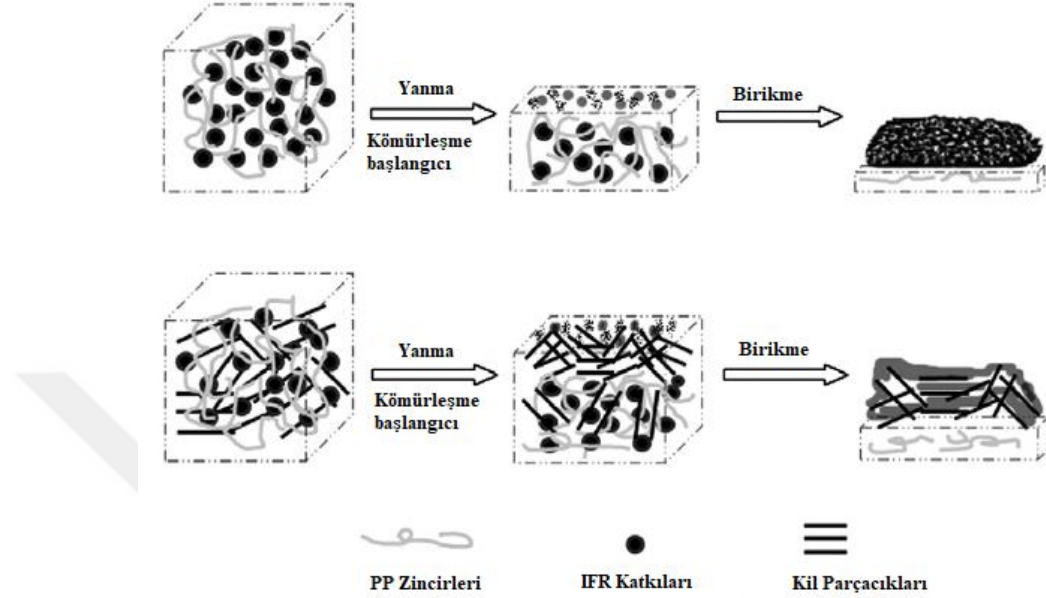 Yanma
Kömürleşme
başlangıcı
Birikme
Yanma
Kömürleşme
başlangıcı
Birikme
PP Zincirleri
IFR Katkıları
Kil Parçacıkları